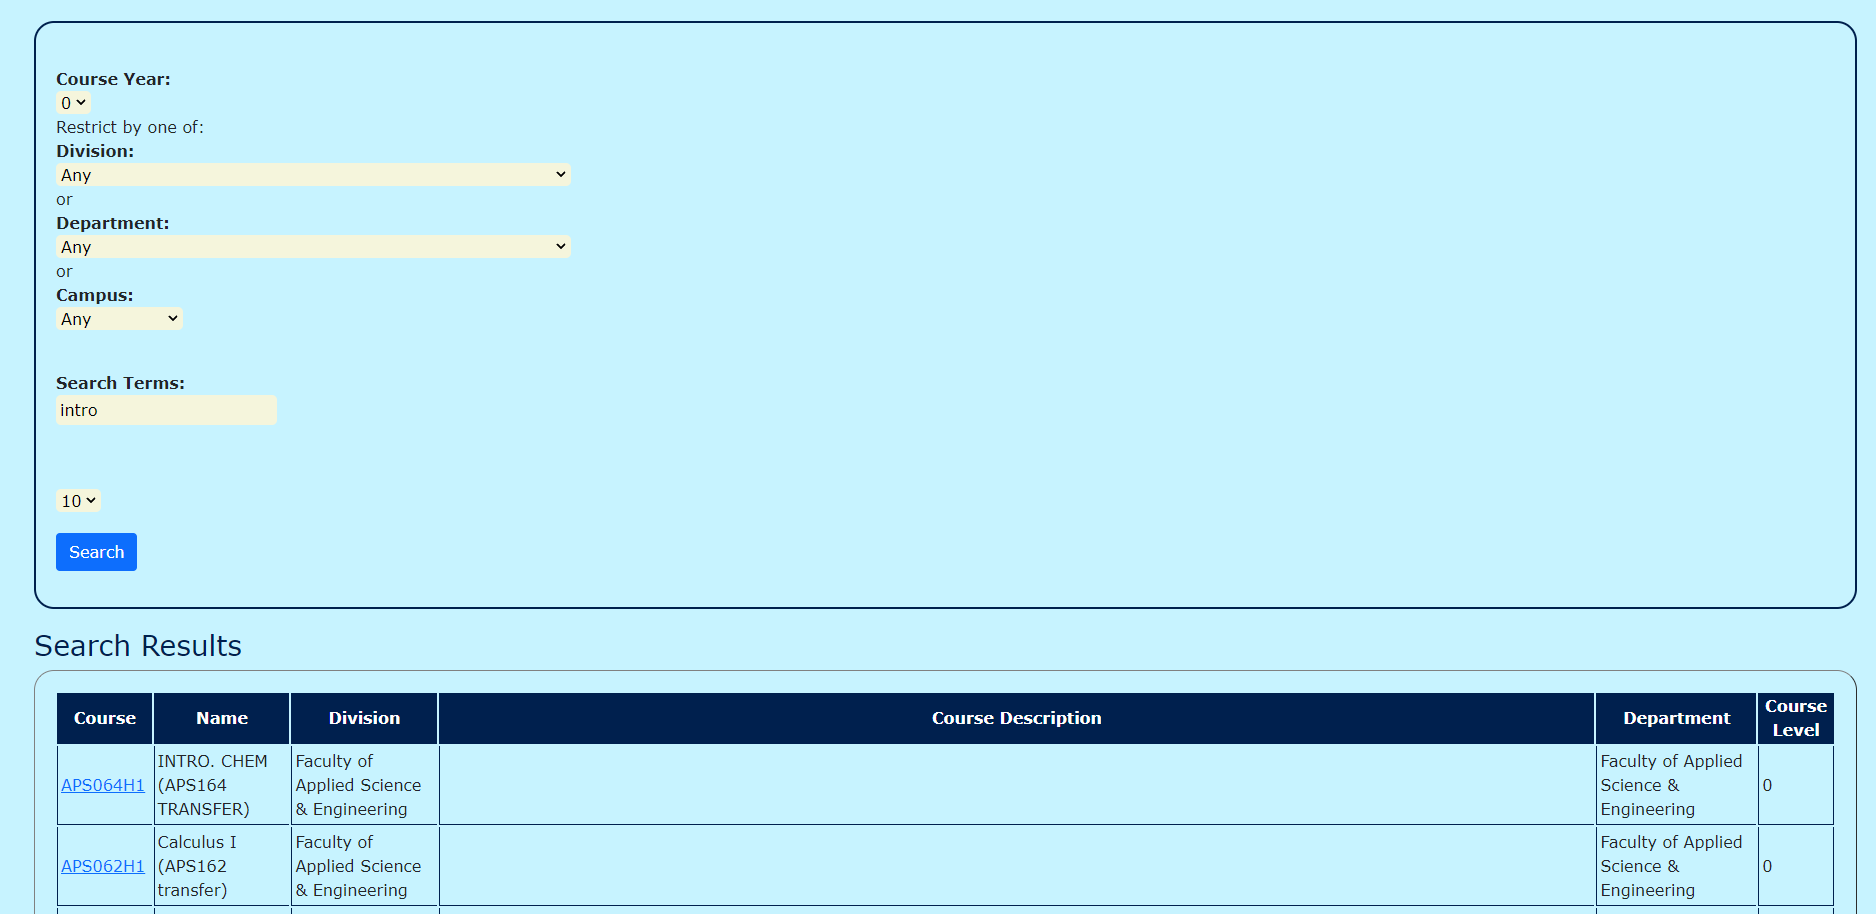 Course Year:
0
Restrict by one of:
Division:
Any
or
Department:
Any
or
Campus:
Any
Search Terms:
intro
10
Search
Search Results
Course Name Division Course Description Department Course Level
APS064H1
INTRO. CHEM
(APS164
TRANSFER)
Faculty of
Applied Science
& Engineering
Faculty of Applied
Science &
Engineering
0
APS062H1
Calculus I
(APS162
transfer)
Faculty of
Applied Science
& Engineering
Faculty of Applied
Science &
Engineering
0